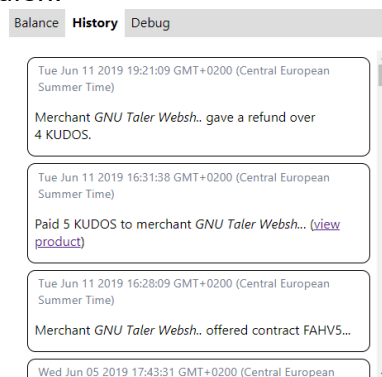 Balance History Debug
Tue Jun 11 2019 19:21:09 GMT+0200 (Central European
Summer Time)
Merchant GNU Taler Websh.. gave a refund over
4 KUDOS.
Tue Jun 11 2019 16:31:38 GMT+0200 (Central European
Summer Time)
Paid 5 KUDOS to merchant GNU Taler Websh... (view
product)
Tue Jun 11 2019 16:28:09 GMT+0200 (Central European
Summer Time)
Merchant GNU Taler Websh.. offered contract FAHV5...
Wed Jun 05 2019 17:43:31 GMT+0200 (Central European